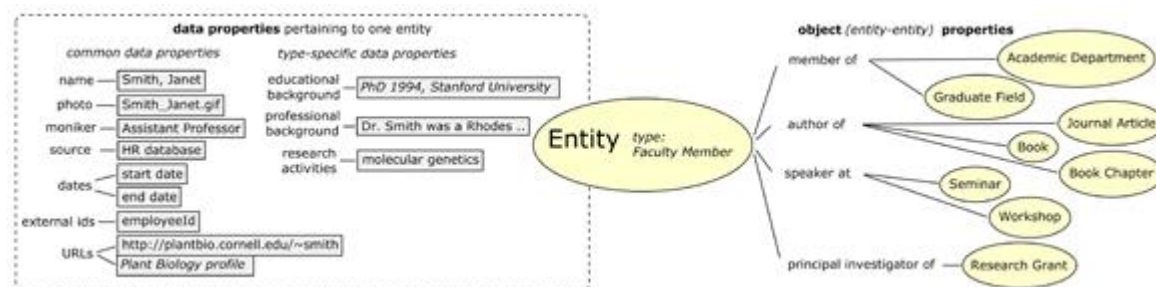 data properties pertaining to one entity
common data properties
type-specific data properties
name
Smith, Janet
photo
Smith_Janet.gif
moniker
Assistant Professor
source
HR database
dates
start date
end date
external ids
employeeId
URLs
http://plantbio.cornell.edu/~smith
Plant Biology profile
educational
background
PhD 1994, Stanford University
professional
background
Dr. Smith was a Rhodes ..
research
activities
molecular genetics
Entity
type:
Faculty Member
object (entity-entity) properties
member of
Academic Department
Graduate Field
author of
Journal Article
Book
Book Chapter
speaker at
Seminar
Workshop
principal investigator of
Research Grant